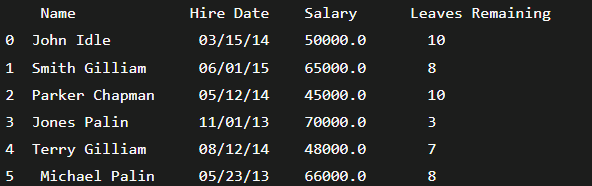 Name Hire Date Salary Leaves Remaining
0 John Idle 03/15/14 50000.0 10
1 Smith Gilliam 06/01/15 65000.0 8
2 Parker Chapman 05/12/14 45000.0 10
3 Jones Palin 11/01/13 70000.0 3
4 Terry Gilliam 08/12/14 48000.0 7
5 Michael Palin 05/23/13 66000.0 8